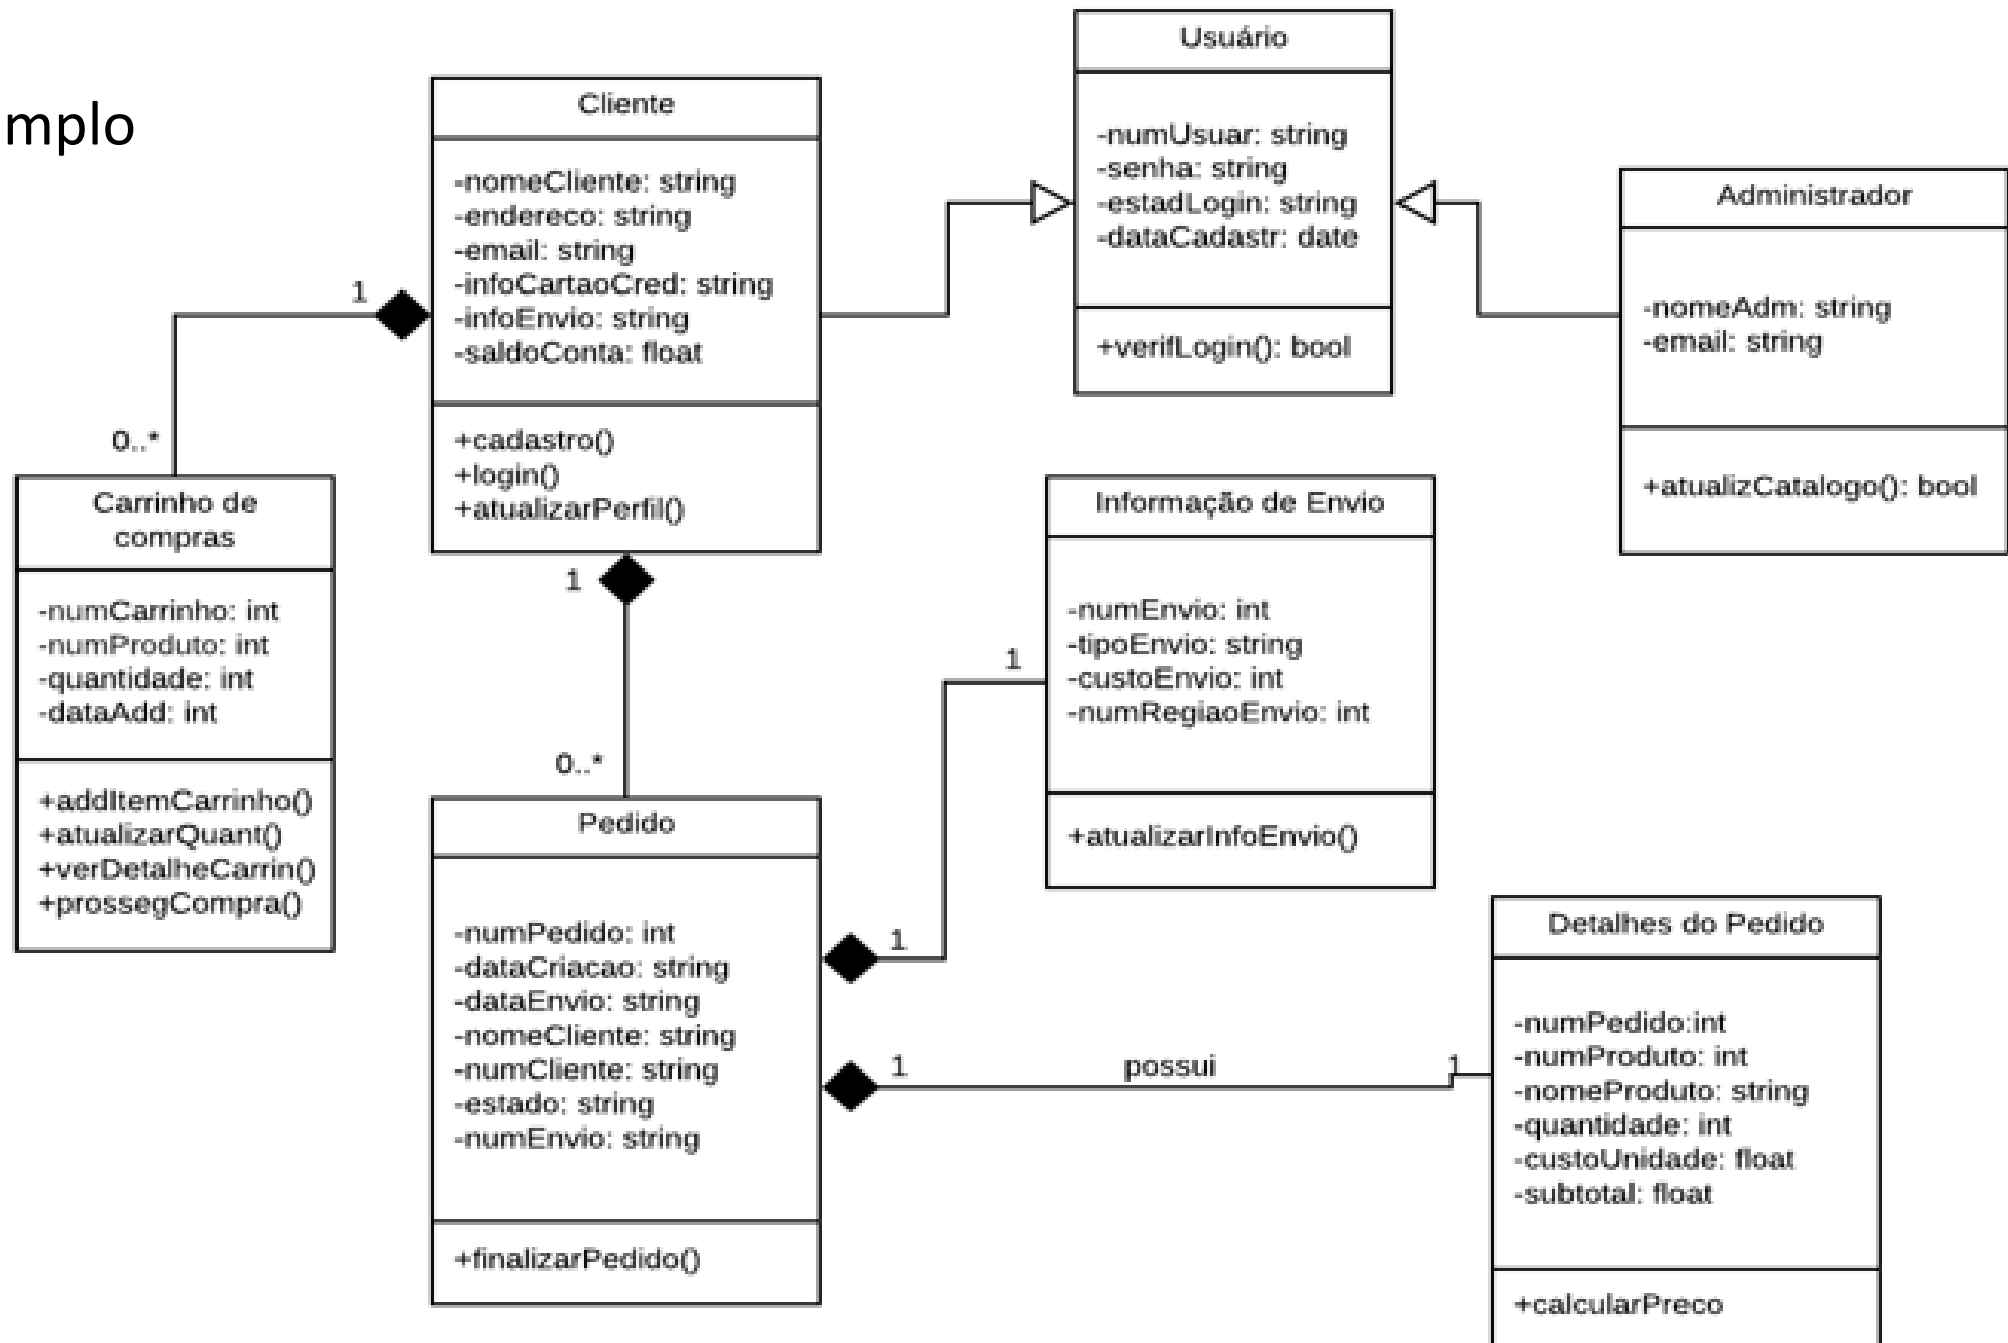 mplo
Usuário
-numUsuar: string
-senha: string
-estadLogin: string
-dataCadastr: date
+verifLogin(): bool
Cliente
-nomeCliente: string
-endereco: string
-email: string
-infoCartaoCred: string
-infoEnvio: string
-saldoConta: float
+cadastro()
+login()
+atualizarPerfil()
Administrador
-nomeAdm: string
-email: string
+atualizCatalogo(): bool
1
0..*
Carrinho de
compras
-numCarrinho: int
-numProduto: int
-quantidade: int
-dataAdd: int
+addItemCarrinho()
+atualizarQuant()
+verDetalheCarrin()
+prossegCompra()
1
0..*
Informação de Envio
-numEnvio: int
-tipoEnvio: string
-custoEnvio: int
-numRegiaoEnvio: int
+atualizarInfoEnvio()
1
1
Pedido
-numPedido: int
-dataCriacao: string
-dataEnvio: string
-nomeCliente: string
-numCliente: string
-estado: string
-numEnvio: string
+finalizarPedido()
1
possui
1
Detalhes do Pedido
-numPedido:int
-numProduto: int
-nomeProduto: string
-quantidade: int
-custoUnidade: float
-subtotal: float
+calcularPreco